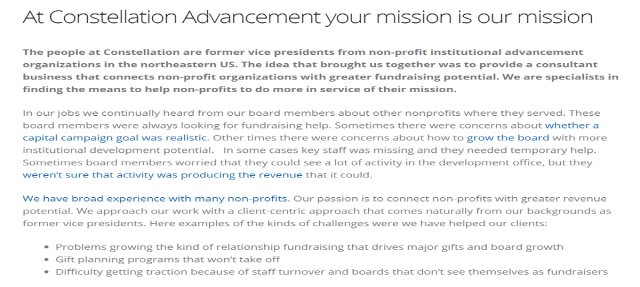 At Constellation Advancement your mission is our mission
The people at Constellation are former vice presidents from non-profit institutional advancement
organizations in the northeastern US. The idea that brought us together was to provide a consultant
business that connects non-profit organizations with greater fundraising potential. We are specialists in
finding the means to help non-profits to do more in service of their mission.
In our jobs we continually heard from our board members about other nonprofits where they served. These
board members were always looking for fundraising help. Sometimes there were concerns about whether a
capital campaign goal was realistic. Other times there were concerns about how to grow the board with more
institutional development potential. In some cases key staff was missing and they needed temporary help.
Sometimes board members worried that they could see a lot of activity in the development office, but they
weren't sure that activity was producing the revenue that it could.
We have broad experience with many non-profits. Our passion is to connect non-profits with greater revenue
potential. We approach our work with a client-centric approach that comes naturally from our backgrounds as
former vice presidents. Here examples of the kinds of challenges were we have helped our clients:
• Problems growing the kind of relationship fundraising that drives major gifts and board growth
• Gift planning programs that won't take off
• Difficulty getting traction because of staff turnover and boards that don't see themselves as fundraisers